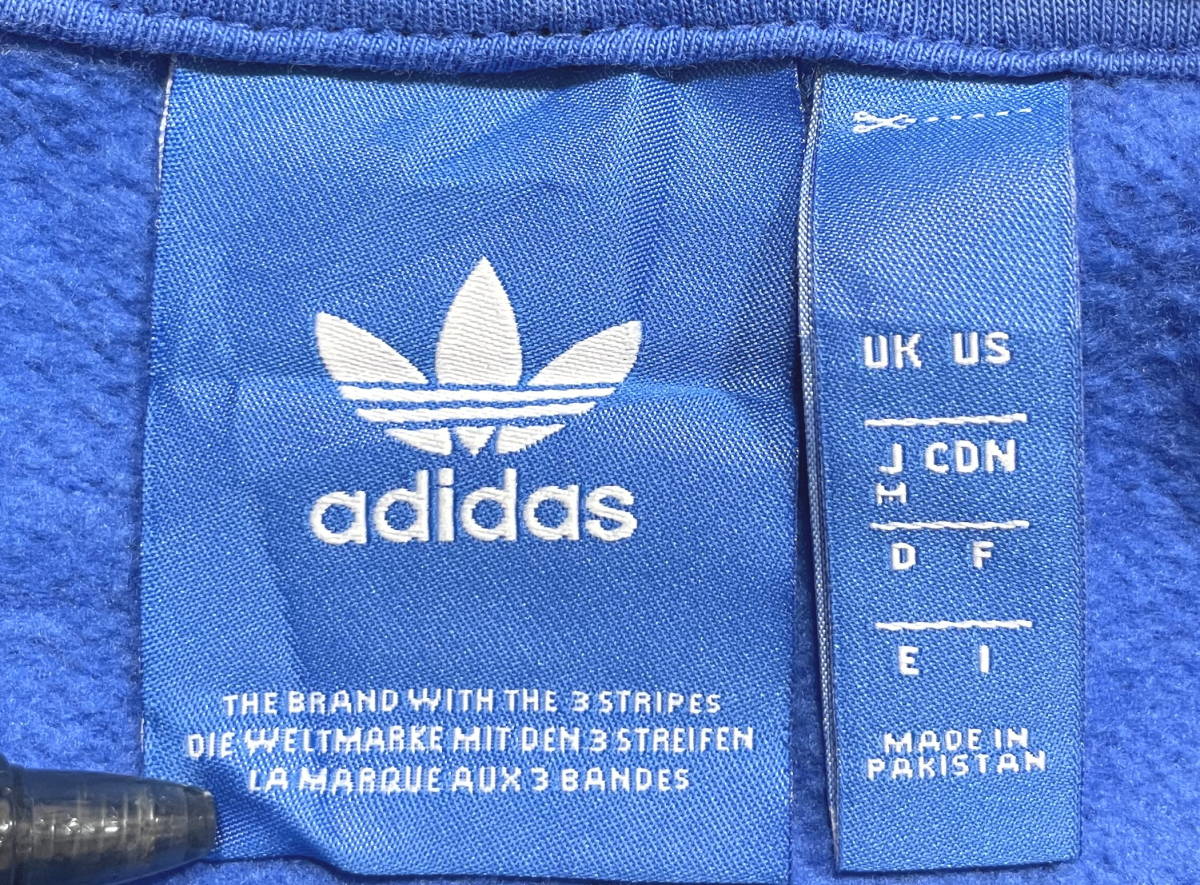 adidas
THE BRAND WITH THE 3 STRIPES
DIE WELTMARKE MIT DEN 3 STREIFEN
LA MARQUE AUX 3 BANDES
UK US
J CDN
M
D F
E I
MADE IN
PAKISTAN